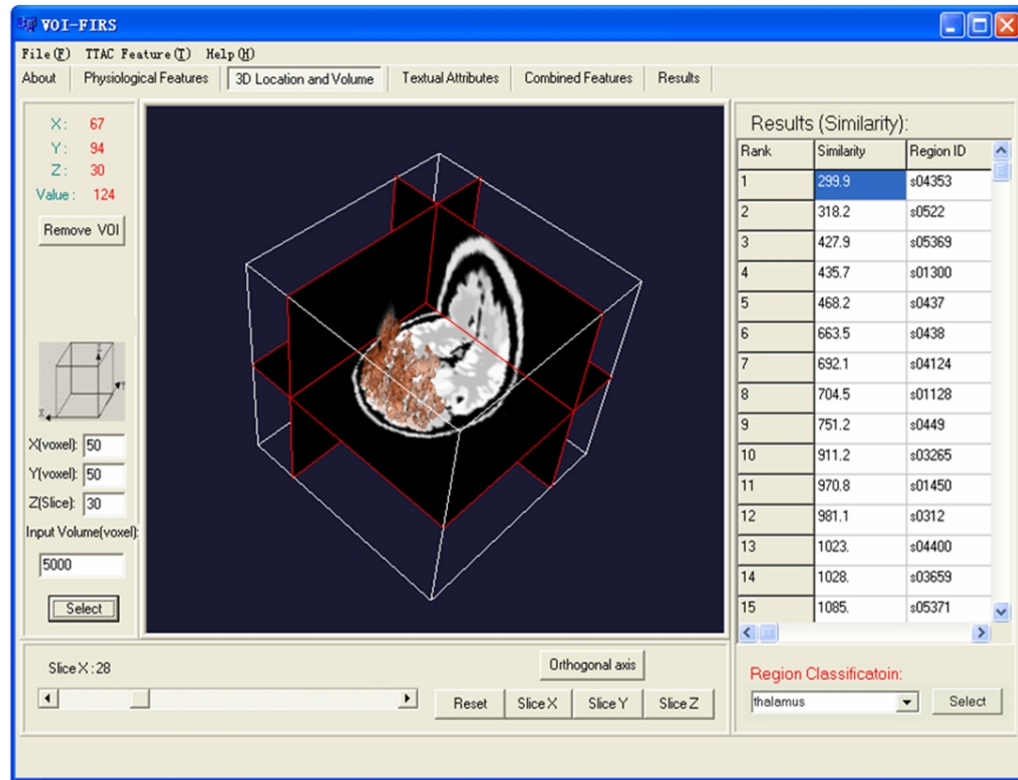 VOI-FIRS
File(F) TTAC Feature(T) Help(H)
About Physiological Features 3D Location and Volume Textual Attributes Combined Features Results
X: 67
Y: 94
Z: 30
Value: 124
Remove VOI
X(voxel): 50
Y(voxel): 50
Z(Slice): 30
Input Volume(voxel):
5000
Select
Slice X :28
Orthogonal axis
Reset Slice X Slice Y Slice Z
Results (Similarity):
Rank Similarity Region ID
1 299.9 s04353
2 318.2 s0522
3 427.9 s05369
4 435.7 s01300
5 468.2 s0437
6 663.5 s0438
7 692.1 s04124
8 704.5 s01128
9 751.2 s0449
10 911.2 s03265
11 970.8 s01450
12 981.1 s0312
13 1023. s04400
14 1028. s03659
15 1085. s05371
Region Classificatoin:
thalamus Select